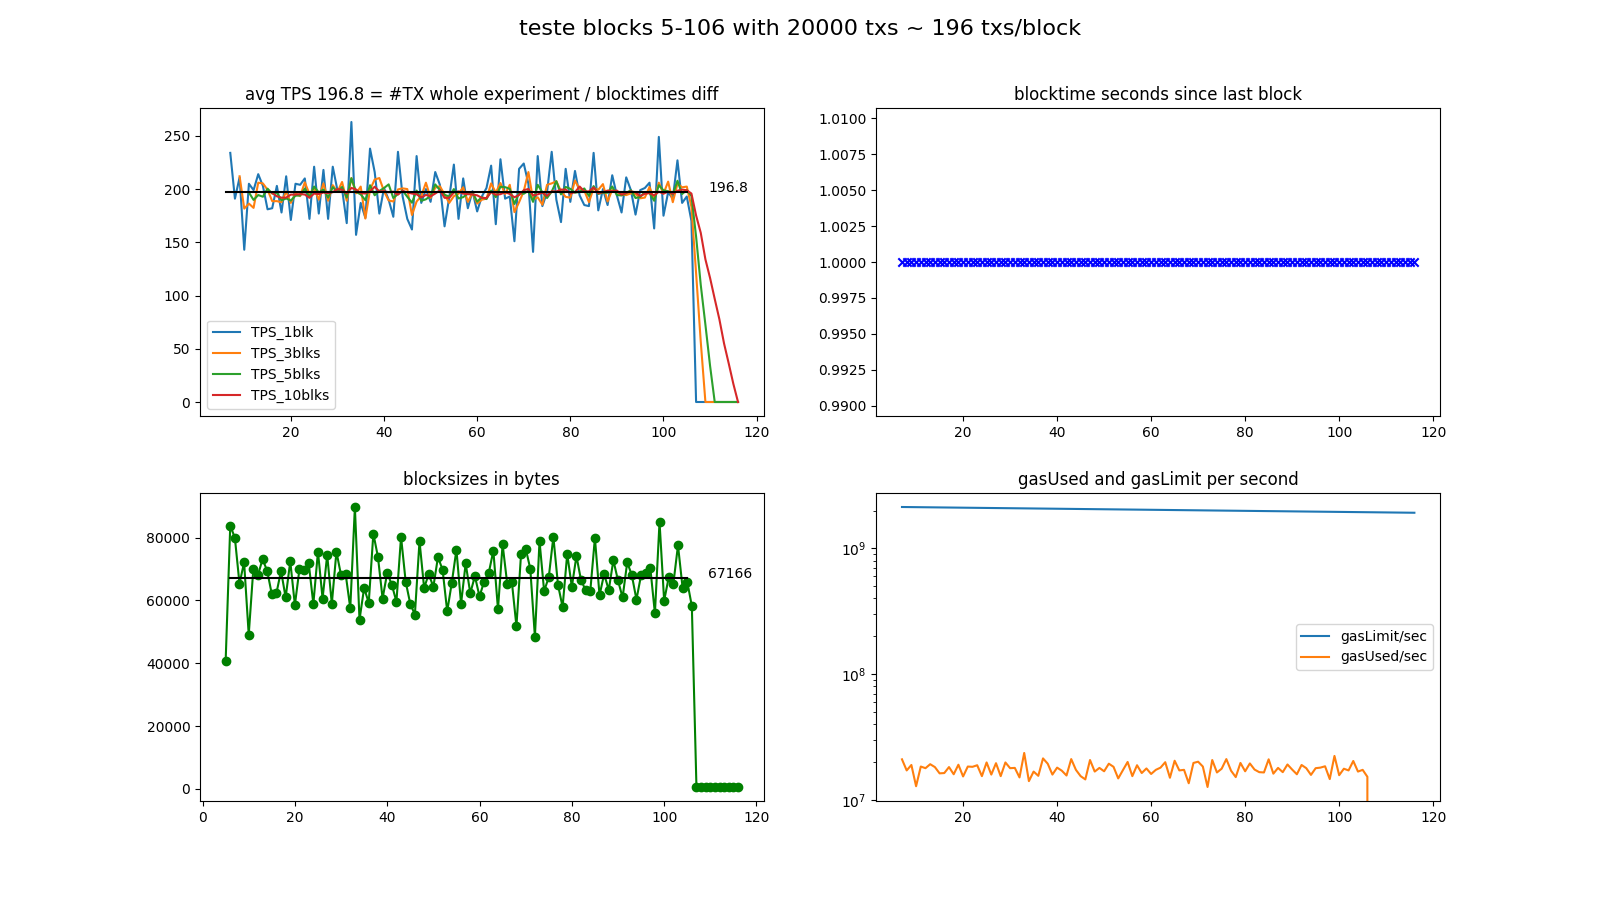 teste blocks 5-106 with 20000 txs ~ 196 txs/block
avg TPS 196.8 = #TX whole experiment / blocktimes diff
250
200
150
100
50
0
196.8
TPS_1blk
TPS_3blks
TPS_5blks
TPS_10blks
20 40 60 80 100 120
blocktime seconds since last block
1.0100
1.0075
1.0050
1.0025
1.0000
0.9975
0.9950
0.9925
0.9900
20 40 60 80 100 120
blocksizes in bytes
80000
60000
40000
20000
0
67166
0 20 40 60 80 100 120
gasUsed and gasLimit per second
10⁹
10⁸
10⁷
gasLimit/sec
gasUsed/sec
20 40 60 80 100 120